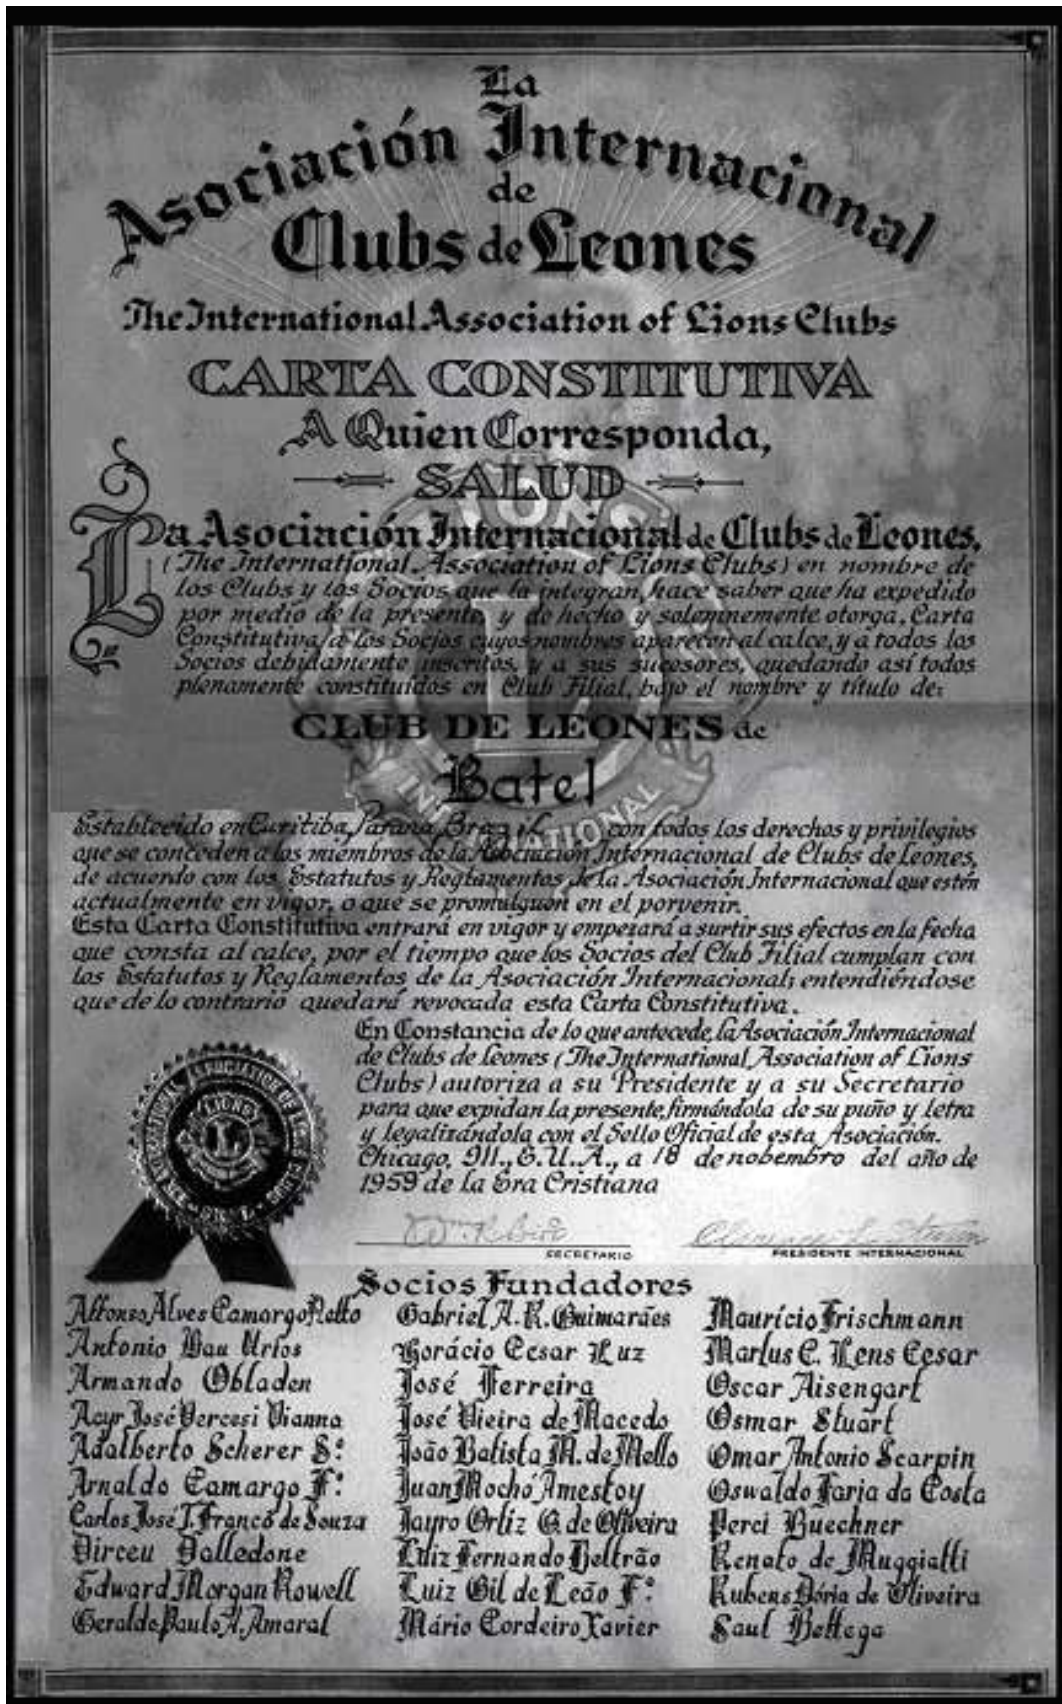 La
Asociación Internacional
de
Clubs de Leones
The International Association of Lions Clubs
CARTA CONSTITUTIVA
A Quien Corresponda,
SALUD
La Asociación Internacional de Clubs de Leones,
(The International Association of Lions Clubs) en nombre de
los Clubs y los Socios que la integran, hace saber que ha expedido
por medio de la presente y de hecho y solemnemente otorga, Carta
Constitutiva a los Socios cuyos nombres aparecen al calce, y a todos los
Socios debidamente inscritos, y a sus sucesores, quedando así todos
plenamente constituídos en Club Filial, bajo el nombre y título de:
CLUB DE LEONES de
Batel
LIONS
L
INTERNATIONAL
Establecido en Curitiba, Parana, Brazil con todos los derechos y privilegios
que se conceden a los miembros de la Asociación Internacional de Clubs de Leones,
de acuerdo con los Estatutos y Reglamentos de la Asociación Internacional que estén
actualmente en vigor, o que se promulguen en el porvenir.
Esta Carta Constitutiva entrará en vigor y empezará a surtir sus efectos en la fecha
que consta al calce, por el tiempo que los Socios del Club Filial cumplan con
los Estatutos y Reglamentos de la Asociación Internacional; entendiéndose
que de lo contrario quedará revocada esta Carta Constitutiva.
En Constancia de lo que antecede, la Asociación Internacional
de Clubs de Leones (The International Association of Lions
Clubs) autoriza a su Presidente y a su Secretario
para que expidan la presente, firmándola de su puño y letra
y legalizándola con el Sello Oficial de esta Asociación.
Chicago, Ill., E.U.A., a 18 de nobembro del año de
1959 de la Era Cristiana
LIONS
L
SECRETARIO
PRESIDENTE INTERNACIONAL
Socios Fundadores
Affonso Alves Camargo Netto
Antonio Bau Urios
Armando Obladen
Acyr José Vercesi Vianna
Adalberto Scherer Sº
Arnaldo Camargo Fº
Carlos José T. Franco de Souza
Dirceu Dalledone
Edward Morgan Rowell
Geraldo Paulo A. Amaral
Gabriel A. R. Guimarães
Horácio Cesar Luz
José Ferreira
José Vieira de Macedo
João Batista M. de Mello
Juan Mochó Amestoy
Jayro Ortiz G. de Oliveira
Luiz Fernando Beltrão
Luiz Gil de Leão Fº
Mário Cordeiro Xavier
Maurício Frischmann
Marlus C. Lens Cesar
Oscar Aisengart
Osmar Stuart
Omar Antonio Scarpin
Oswaldo Faria da Costa
Perci Buechner
Renato de Muggiatti
Rubens Dória de Oliveira
Saul Bettega